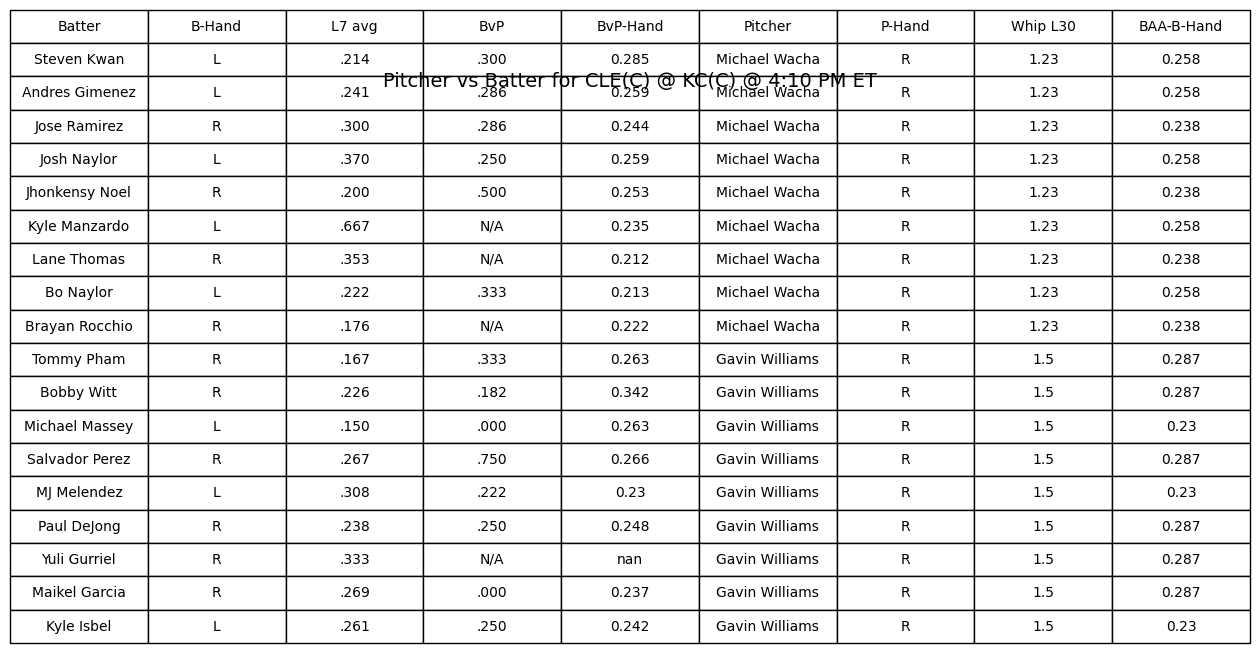 Batter B-Hand L7 avg BvP BvP-Hand Pitcher P-Hand Whip L30 BAA-B-Hand
Steven Kwan L .214 .300 0.285 Michael Wacha R 1.23 0.258
Pitcher vs Batter for CLE(C) @ KC(C) @ 4:10 PM ET
Andres Gimenez L .241 .286 0.259 Michael Wacha R 1.23 0.258
Jose Ramirez R .300 .286 0.244 Michael Wacha R 1.23 0.238
Josh Naylor L .370 .250 0.259 Michael Wacha R 1.23 0.258
Jhonkensy Noel R .200 .500 0.253 Michael Wacha R 1.23 0.238
Kyle Manzardo L .667 N/A 0.235 Michael Wacha R 1.23 0.258
Lane Thomas R .353 N/A 0.212 Michael Wacha R 1.23 0.238
Bo Naylor L .222 .333 0.213 Michael Wacha R 1.23 0.258
Brayan Rocchio R .176 N/A 0.222 Michael Wacha R 1.23 0.238
Tommy Pham R .167 .333 0.263 Gavin Williams R 1.5 0.287
Bobby Witt R .226 .182 0.342 Gavin Williams R 1.5 0.287
Michael Massey L .150 .000 0.263 Gavin Williams R 1.5 0.23
Salvador Perez R .267 .750 0.266 Gavin Williams R 1.5 0.287
MJ Melendez L .308 .222 0.23 Gavin Williams R 1.5 0.23
Paul DeJong R .238 .250 0.248 Gavin Williams R 1.5 0.287
Yuli Gurriel R .333 N/A nan Gavin Williams R 1.5 0.287
Maikel Garcia R .269 .000 0.237 Gavin Williams R 1.5 0.287
Kyle Isbel L .261 .250 0.242 Gavin Williams R 1.5 0.23